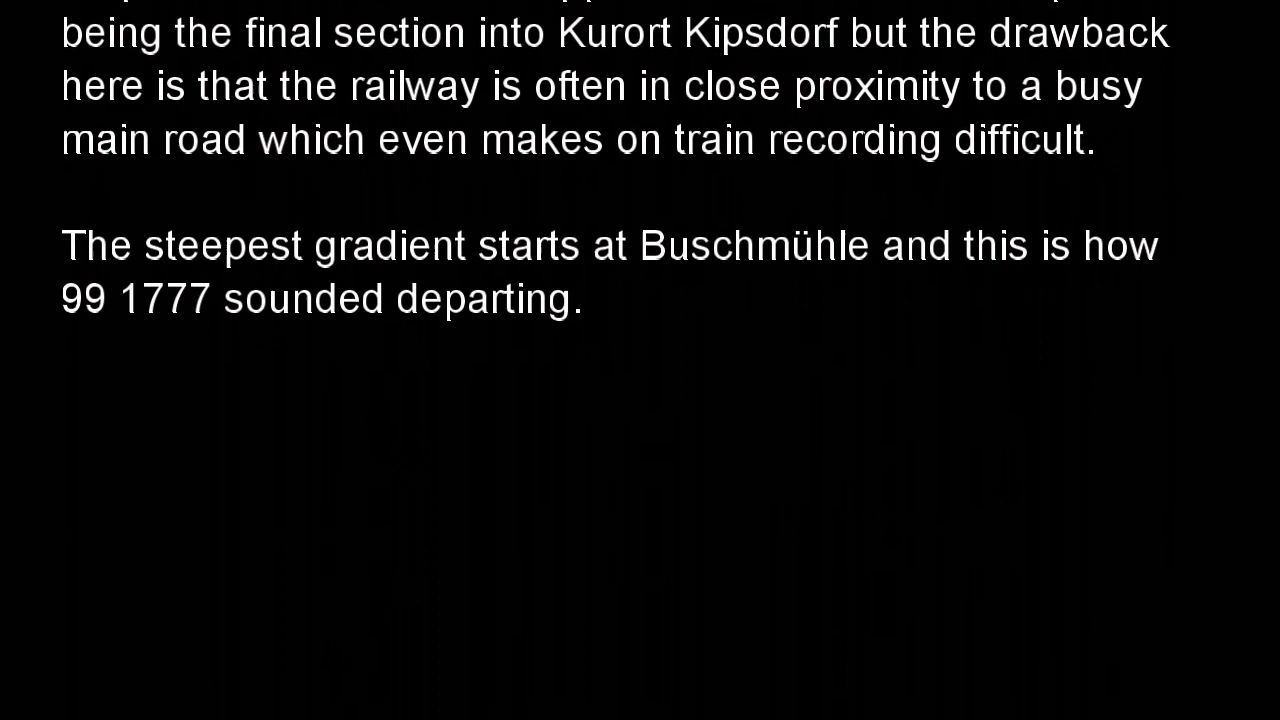 being the final section into Kurort Kipsdorf but the drawback
here is that the railway is often in close proximity to a busy
main road which even makes on train recording difficult.
The steepest gradient starts at Buschmühle and this is how
99 1777 sounded departing.